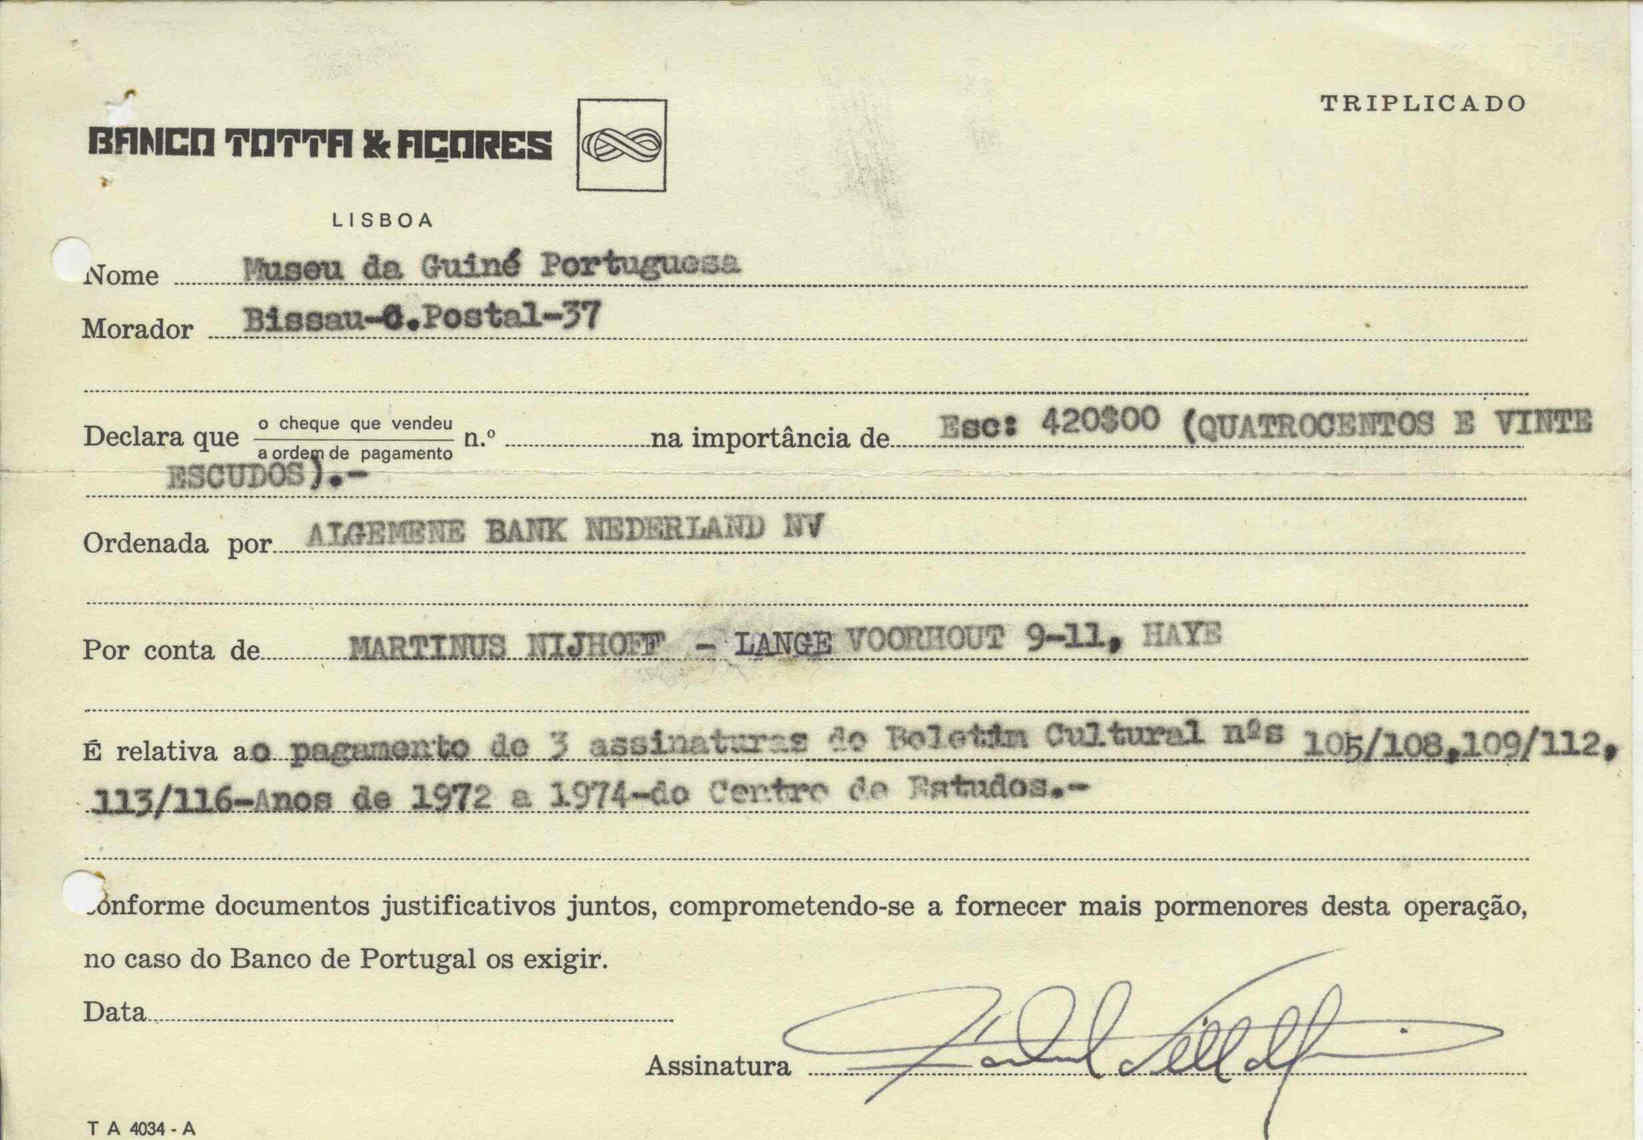 TRIPLICADO
BANCO TOTTA & AÇORES
LISBOA
Nome Museu da Guiné Portuguesa
Morador Bissau-C.Postal-37
Declara que o cheque que vendeu / a ordem de pagamento n.º na importância de Esc: 420$00 (QUATROCENTOS E VINTE
ESCUDOS).-
Ordenada por ALGEMENE BANK NEDERLAND NV
Por conta de MARTINUS NIJHOFF - LANGE VOORHOUT 9-11, HAYE
É relativa ao pagamento de 3 assinaturas do Boletim Cultural nºs 105/108,109/112,
113/116-Anos de 1972 a 1974-do Centro de Estudos.-
Conforme documentos justificativos juntos, comprometendo-se a fornecer mais pormenores desta operação,
no caso do Banco de Portugal os exigir.
Data
Assinatura
T A 4034 - A